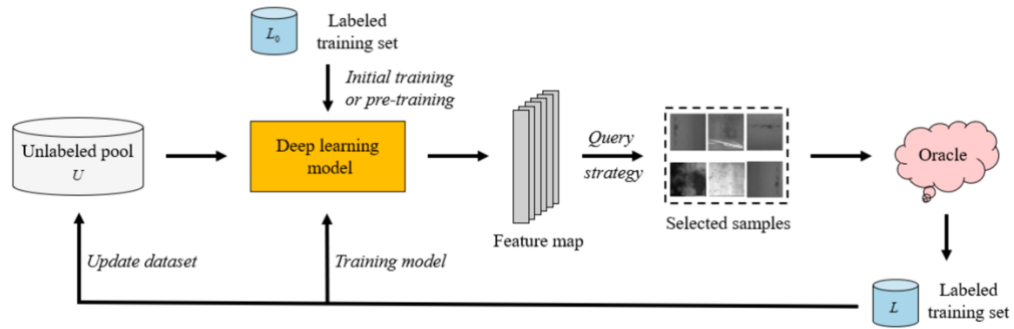 L₀
Labeled
training set
Initial training
or pre-training
Unlabeled pool
U
Deep learning
model
Feature map
Query
strategy
Selected samples
Oracle
Update dataset
Training model
L
Labeled
training set